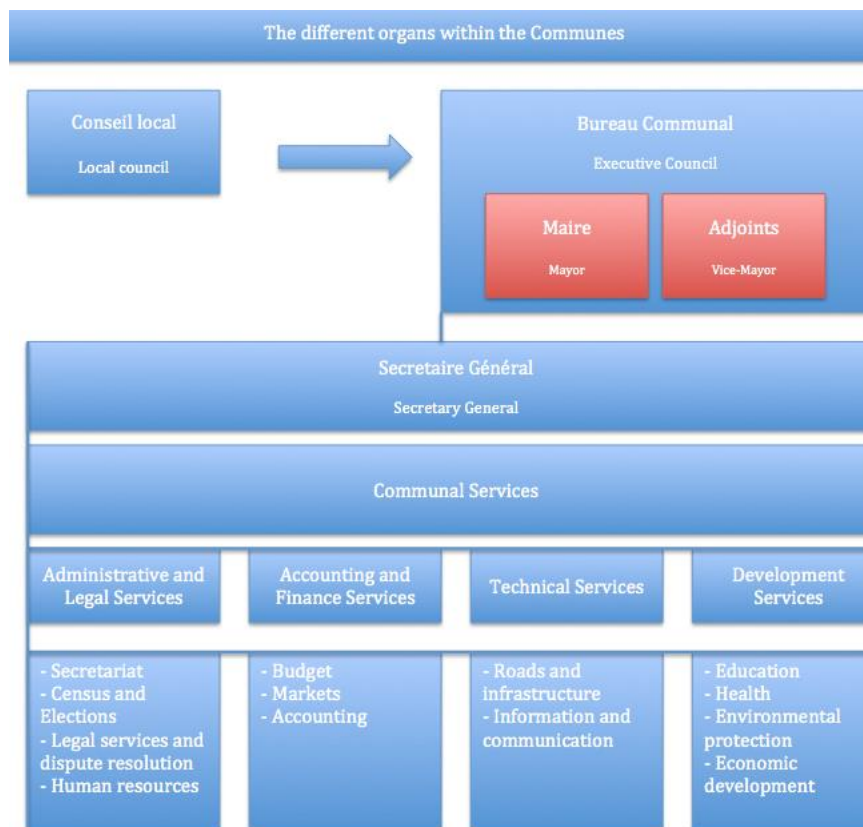 The different organs within the Communes
Conseil local
Local council
Bureau Communal
Executive Council
Maire
Mayor
Adjoints
Vice-Mayor
Secretaire Général
Secretary General
Communal Services
Administrative and
Legal Services
Accounting and
Finance Services
Technical Services
Development
Services
- Secretariat
- Census and
Elections
- Legal services and
dispute resolution
- Human resources
- Budget
- Markets
- Accounting
- Roads and
infrastructure
- Information and
communication
- Education
- Health
- Environmental
protection
- Economic
development